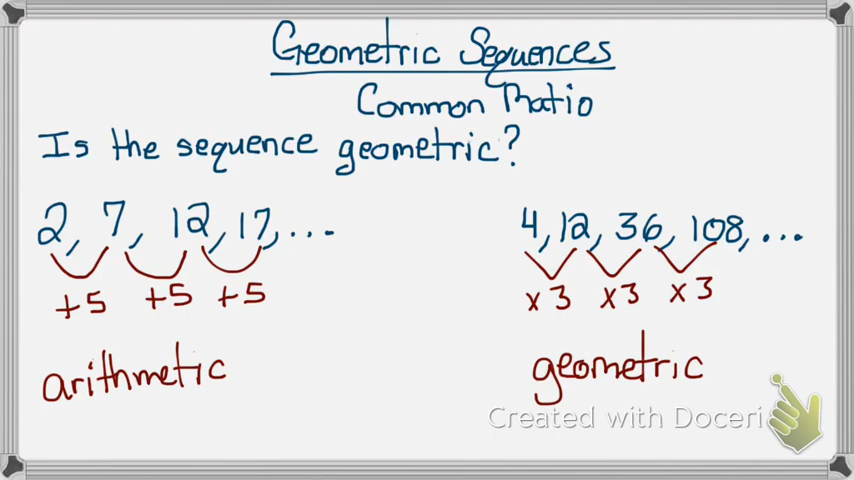 Geometric Sequences
Common Ratio
Is the sequence geometric?
2, 7, 12, 17, ... 4, 12, 36, 108, ...
+5 +5 +5 x3 x3 x3
arithmetic geometric
Created with Doceri